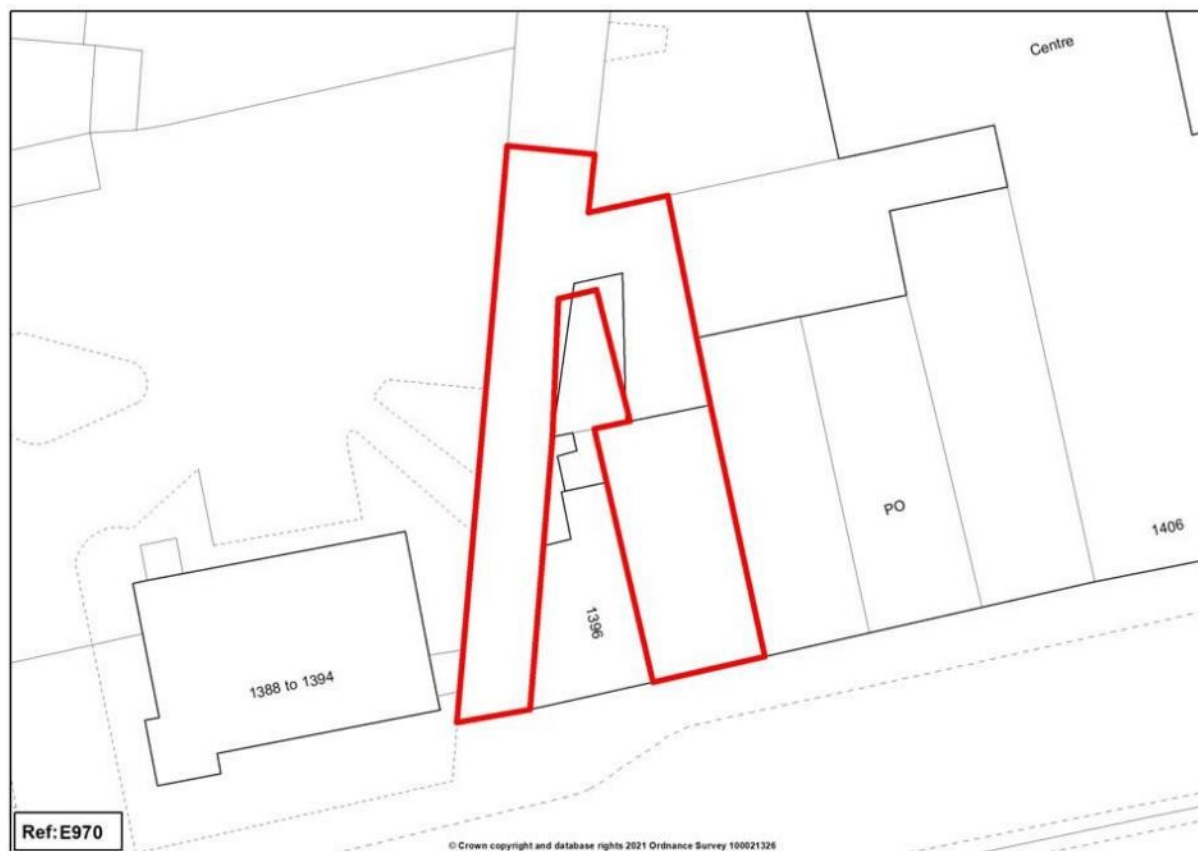 Centre
PO
1406
1396
1388 to 1394
Ref:E970
© Crown copyright and database rights 2021 Ordnance Survey 100021326